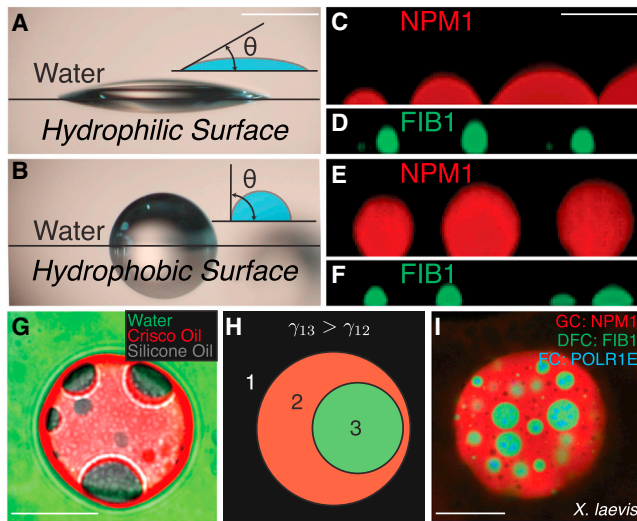 A
θ
Water
Hydrophilic Surface
B
θ
Water
Hydrophobic Surface
C
NPM1
D
FIB1
E
NPM1
F
FIB1
G
Water
Crisco Oil
Silicone Oil
H
γ13 > γ12
1
2
3
I
GC: NPM1
DFC: FIB1
FC: POLR1E
X. laevis